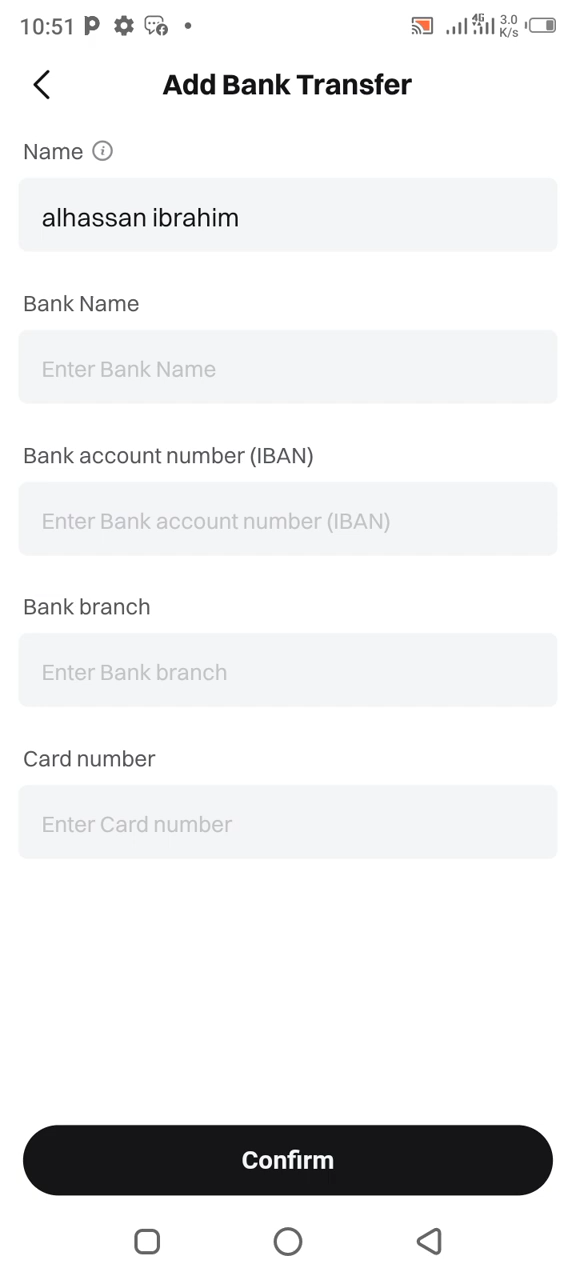 10:51
4G
3.0
K/s
Add Bank Transfer
Name
alhassan ibrahim
Bank Name
Enter Bank Name
Bank account number (IBAN)
Enter Bank account number (IBAN)
Bank branch
Enter Bank branch
Card number
Enter Card number
Confirm